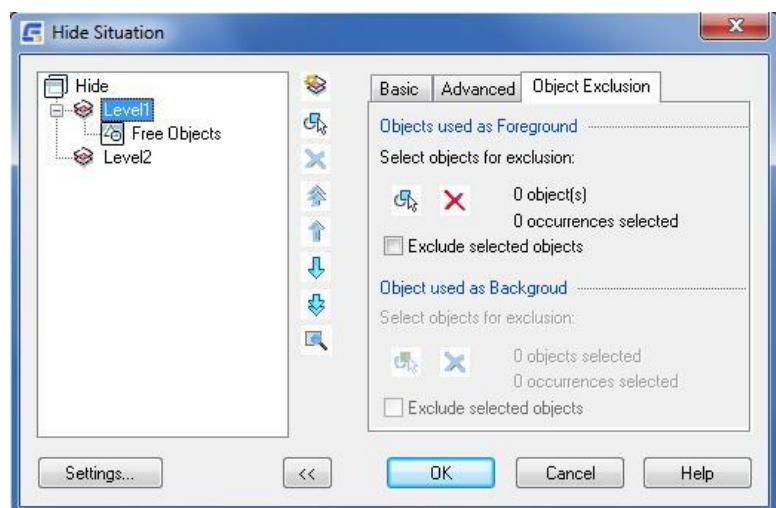 Hide Situation
Hide
Level1
Free Objects
Level2
Basic Advanced Object Exclusion
Objects used as Foreground
Select objects for exclusion:
0 object(s)
0 occurrences selected
Exclude selected objects
Object used as Backgroud
Select objects for exclusion:
0 objects selected
0 occurrences selected
Exclude selected objects
Settings... << OK Cancel Help